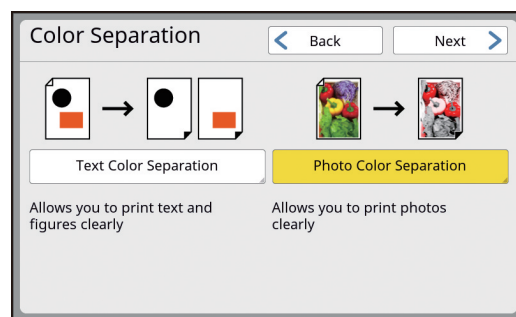 Color Separation
Back
Next
Text Color Separation
Photo Color Separation
Allows you to print text and
figures clearly
Allows you to print photos
clearly